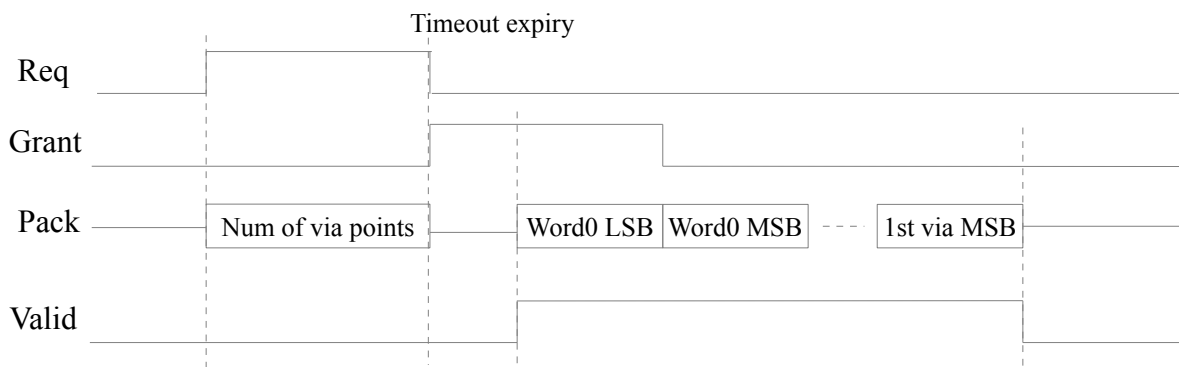 Timeout expiry
Req
Grant
Pack Num of via points Word0 LSB Word0 MSB 1st via MSB
Valid